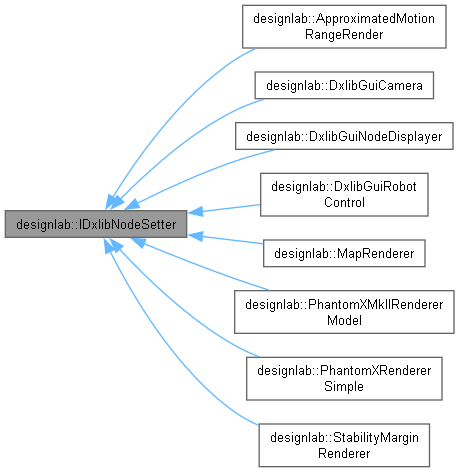 designlab::ApproximatedMotion
RangeRender
designlab::DxlibGuiCamera
designlab::DxlibGuiNodeDisplayer
designlab::DxlibGuiRobot
Control
designlab::IDxlibNodeSetter
designlab::MapRenderer
designlab::PhantomXMkIIRenderer
Model
designlab::PhantomXRenderer
Simple
designlab::StabilityMargin
Renderer